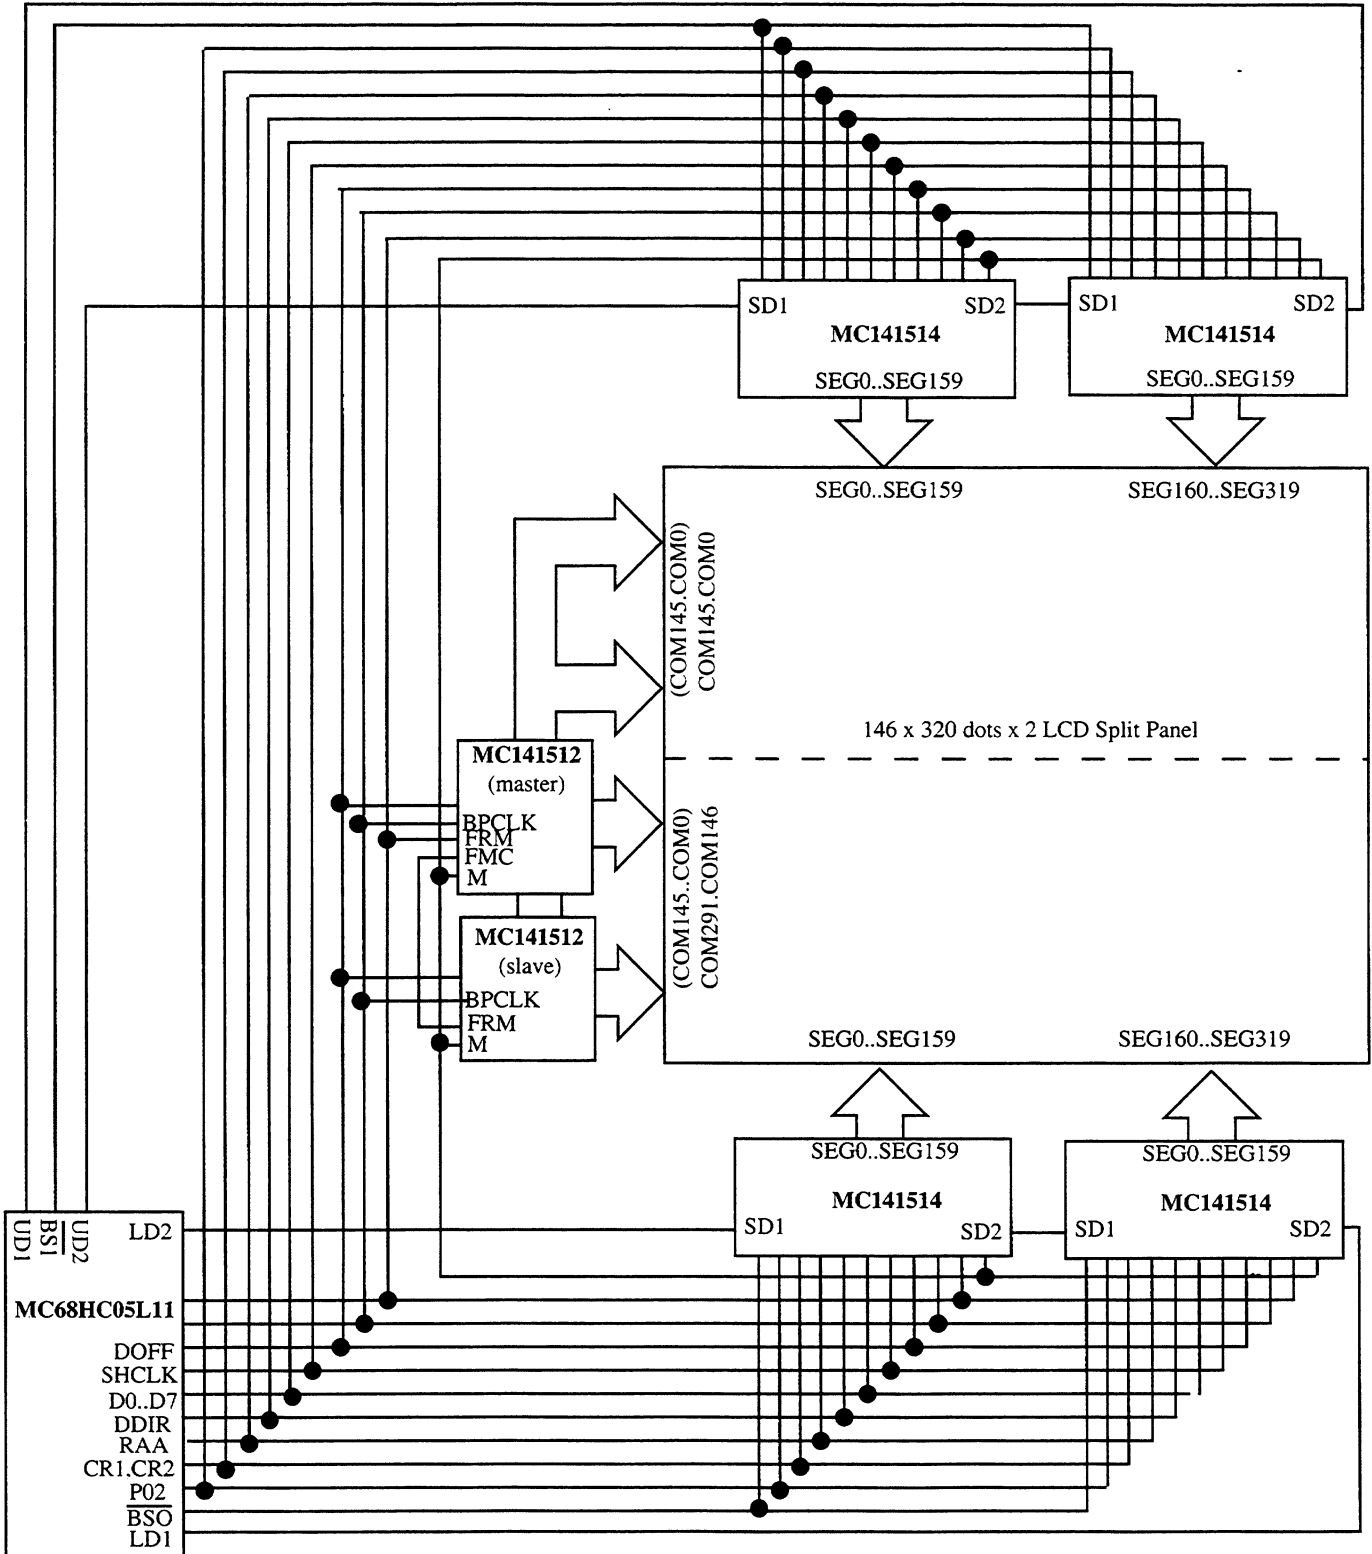 SD1
SD2
MC141514
SEG0..SEG159
SD1
SD2
MC141514
SEG0..SEG159
SEG0..SEG159
SEG160..SEG319
(COM145.COM0)
COM145.COM0
146 x 320 dots x 2 LCD Split Panel
MC141512
(master)
BPCLK
FRM
FMC
M
(COM145..COM0)
COM291.COM146
MC141512
(slave)
BPCLK
FRM
M
SEG0..SEG159
SEG160..SEG319
SEG0..SEG159
MC141514
SD1
SD2
SEG0..SEG159
MC141514
SD1
SD2
UD1
BS1
UD2
LD2
MC68HC05L11
DOFF
SHCLK
D0..D7
DDIR
RAA
CR1.CR2
P02
BSO
LD1